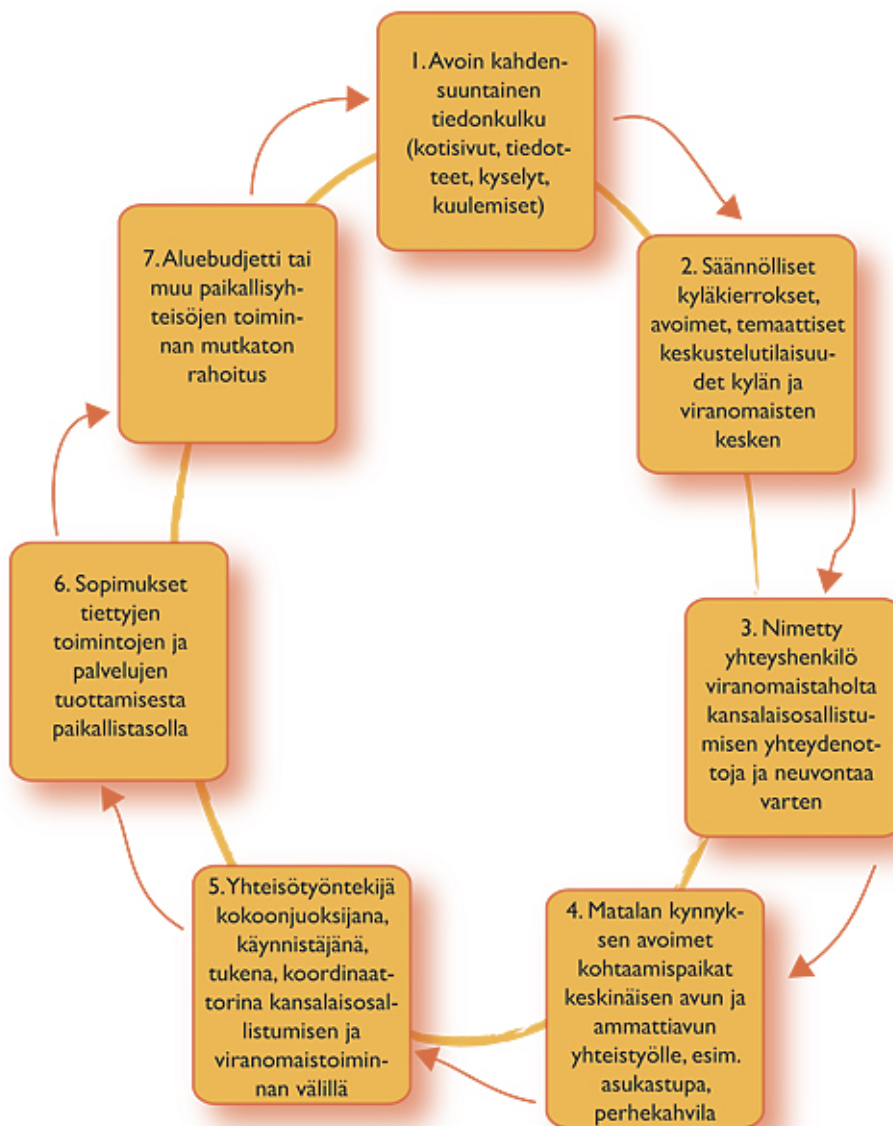 1. Avoin kahden-
suuntainen
tiedonkulku
(kotisivut, tiedot-
teet, kyselyt,
kuulemiset)
2. Säännölliset
kyläkierrokset,
avoimet, temaattiset
keskustelutilaisuu-
det kylän ja
viranomaisten
kesken
3. Nimetty
yhteyshenkilö
viranomaistaholta
kansalaisosallistu-
misen yhteydenot-
toja ja neuvontaa
varten
4. Matalan kynnyk-
sen avoimet
kohtaamispaikat
keskinäisen avun ja
ammattiavun
yhteistyölle, esim.
asukastupa,
perhekahvila
5. Yhteisötyöntekijä
kokoonjuoksijana,
käynnistäjänä,
tukena, koordinaat-
torina kansalaisosal-
listumisen ja
viranomaistoimin-
nan välillä
6. Sopimukset
tiettyjen
toimintojen ja
palvelujen
tuottamisesta
paikallistasolla
7. Aluebudjetti tai
muu paikallisyh-
teisöjen toimin-
nan mutkaton
rahoitus